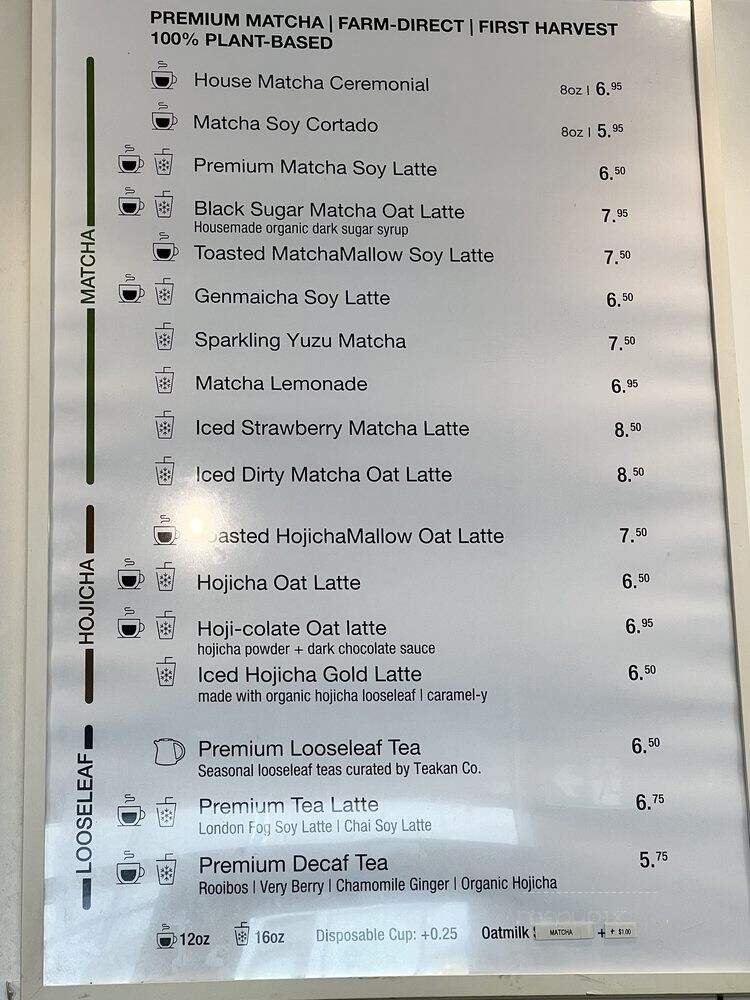 PREMIUM MATCHA | FARM-DIRECT | FIRST HARVEST
100% PLANT-BASED
MATCHA
House Matcha Ceremonial 8oz | 6.95
Matcha Soy Cortado 8oz | 5.95
Premium Matcha Soy Latte 6.50
Black Sugar Matcha Oat Latte 7.95
Housemade organic dark sugar syrup
Toasted MatchaMallow Soy Latte 7.50
Genmaicha Soy Latte 6.50
Sparkling Yuzu Matcha 7.50
Matcha Lemonade 6.95
Iced Strawberry Matcha Latte 8.50
Iced Dirty Matcha Oat Latte 8.50
HOJICHA
oasted HojichaMallow Oat Latte 7.50
Hojicha Oat Latte 6.50
Hoji-colate Oat latte 6.95
hojicha powder + dark chocolate sauce
Iced Hojicha Gold Latte 6.50
made with organic hojicha looseleaf | caramel-y
LOOSELEAF
Premium Looseleaf Tea 6.50
Seasonal looseleaf teas curated by Teakan Co.
Premium Tea Latte 6.75
London Fog Soy Latte | Chai Soy Latte
Premium Decaf Tea 5.75
Rooibos | Very Berry | Chamomile Ginger | Organic Hojicha
12oz 16oz Disposable Cup: +0.25 Oatmilk MATCHA + + $1.00